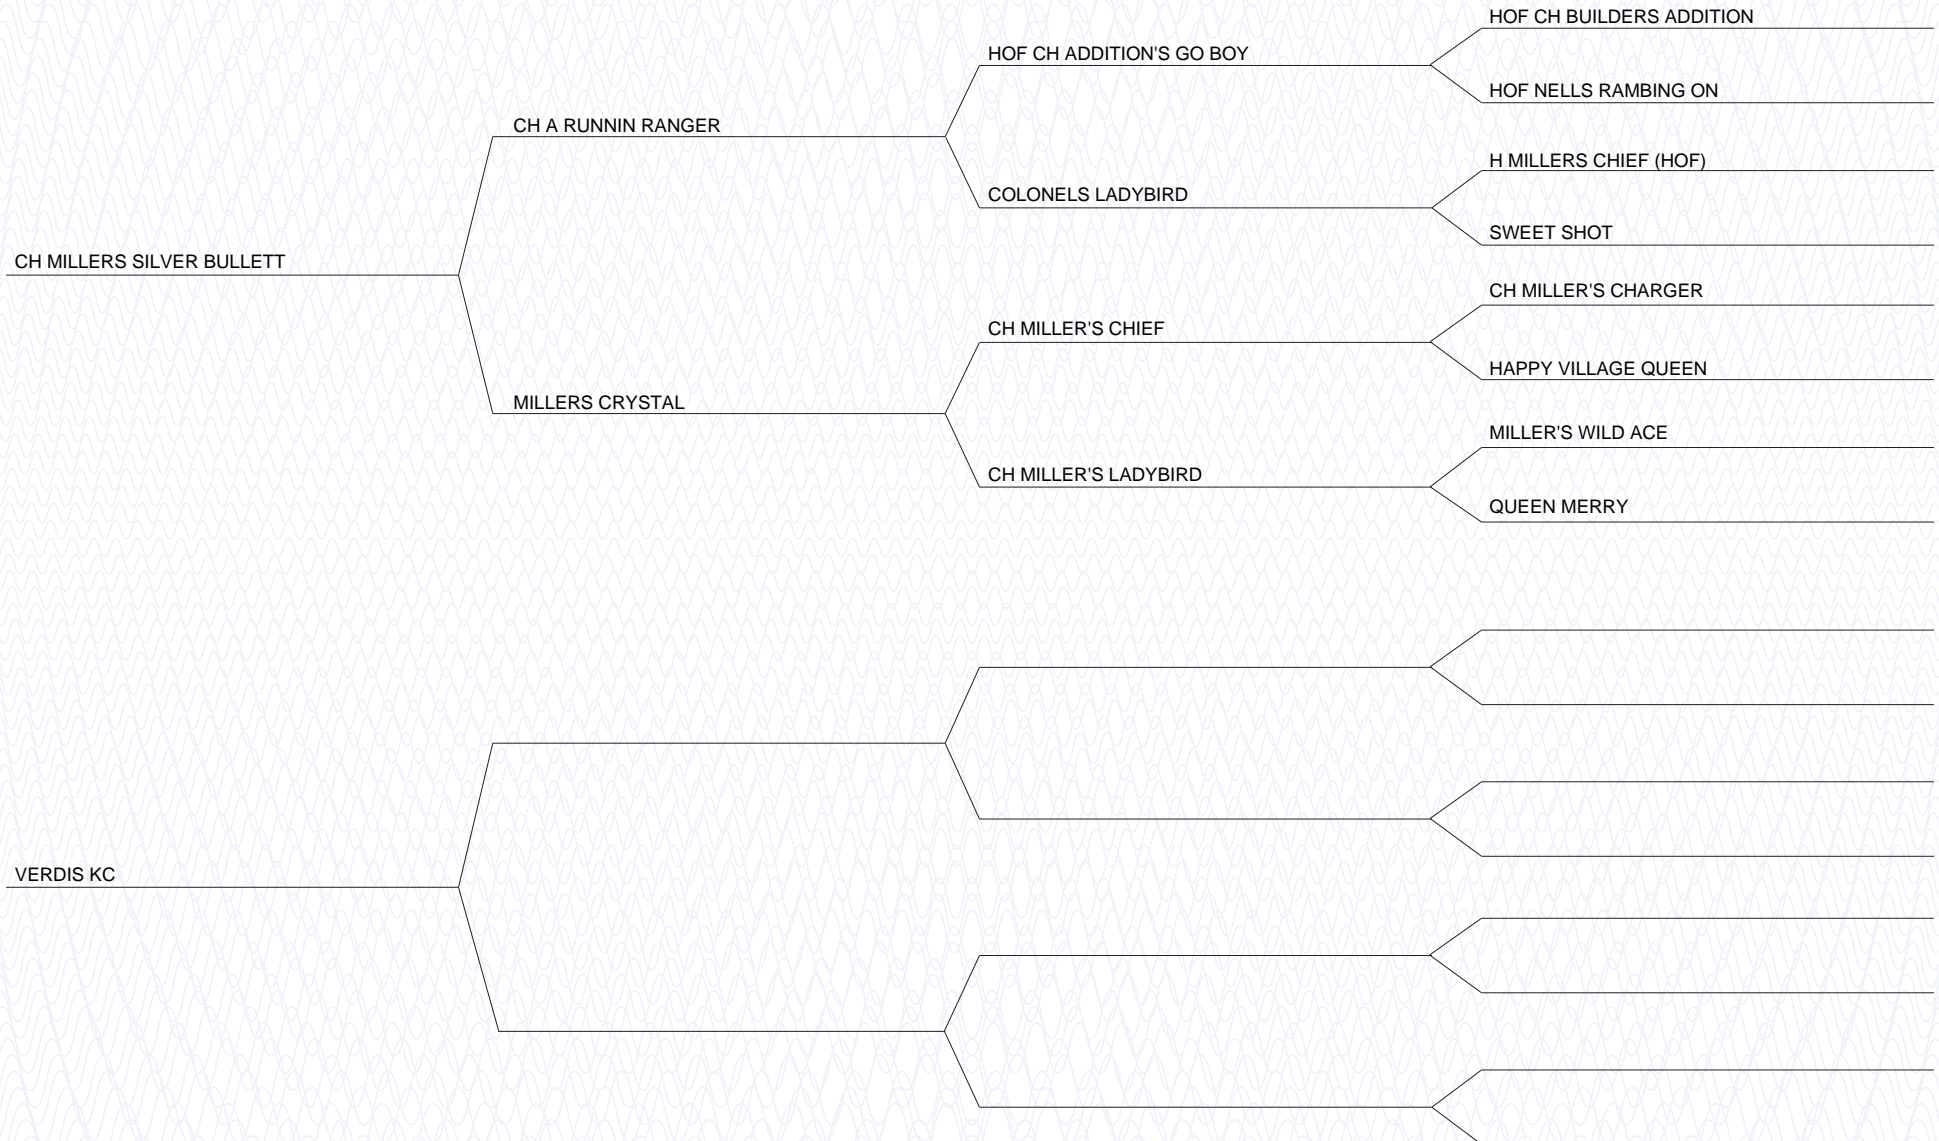 HOF CH BUILDERS ADDITION
HOF CH ADDITION'S GO BOY
HOF NELLS RAMBING ON
CH A RUNNIN RANGER
H MILLERS CHIEF (HOF)
COLONELS LADYBIRD
SWEET SHOT
CH MILLERS SILVER BULLETT
CH MILLER'S CHARGER
CH MILLER'S CHIEF
HAPPY VILLAGE QUEEN
MILLERS CRYSTAL
MILLER'S WILD ACE
CH MILLER'S LADYBIRD
QUEEN MERRY
VERDIS KC